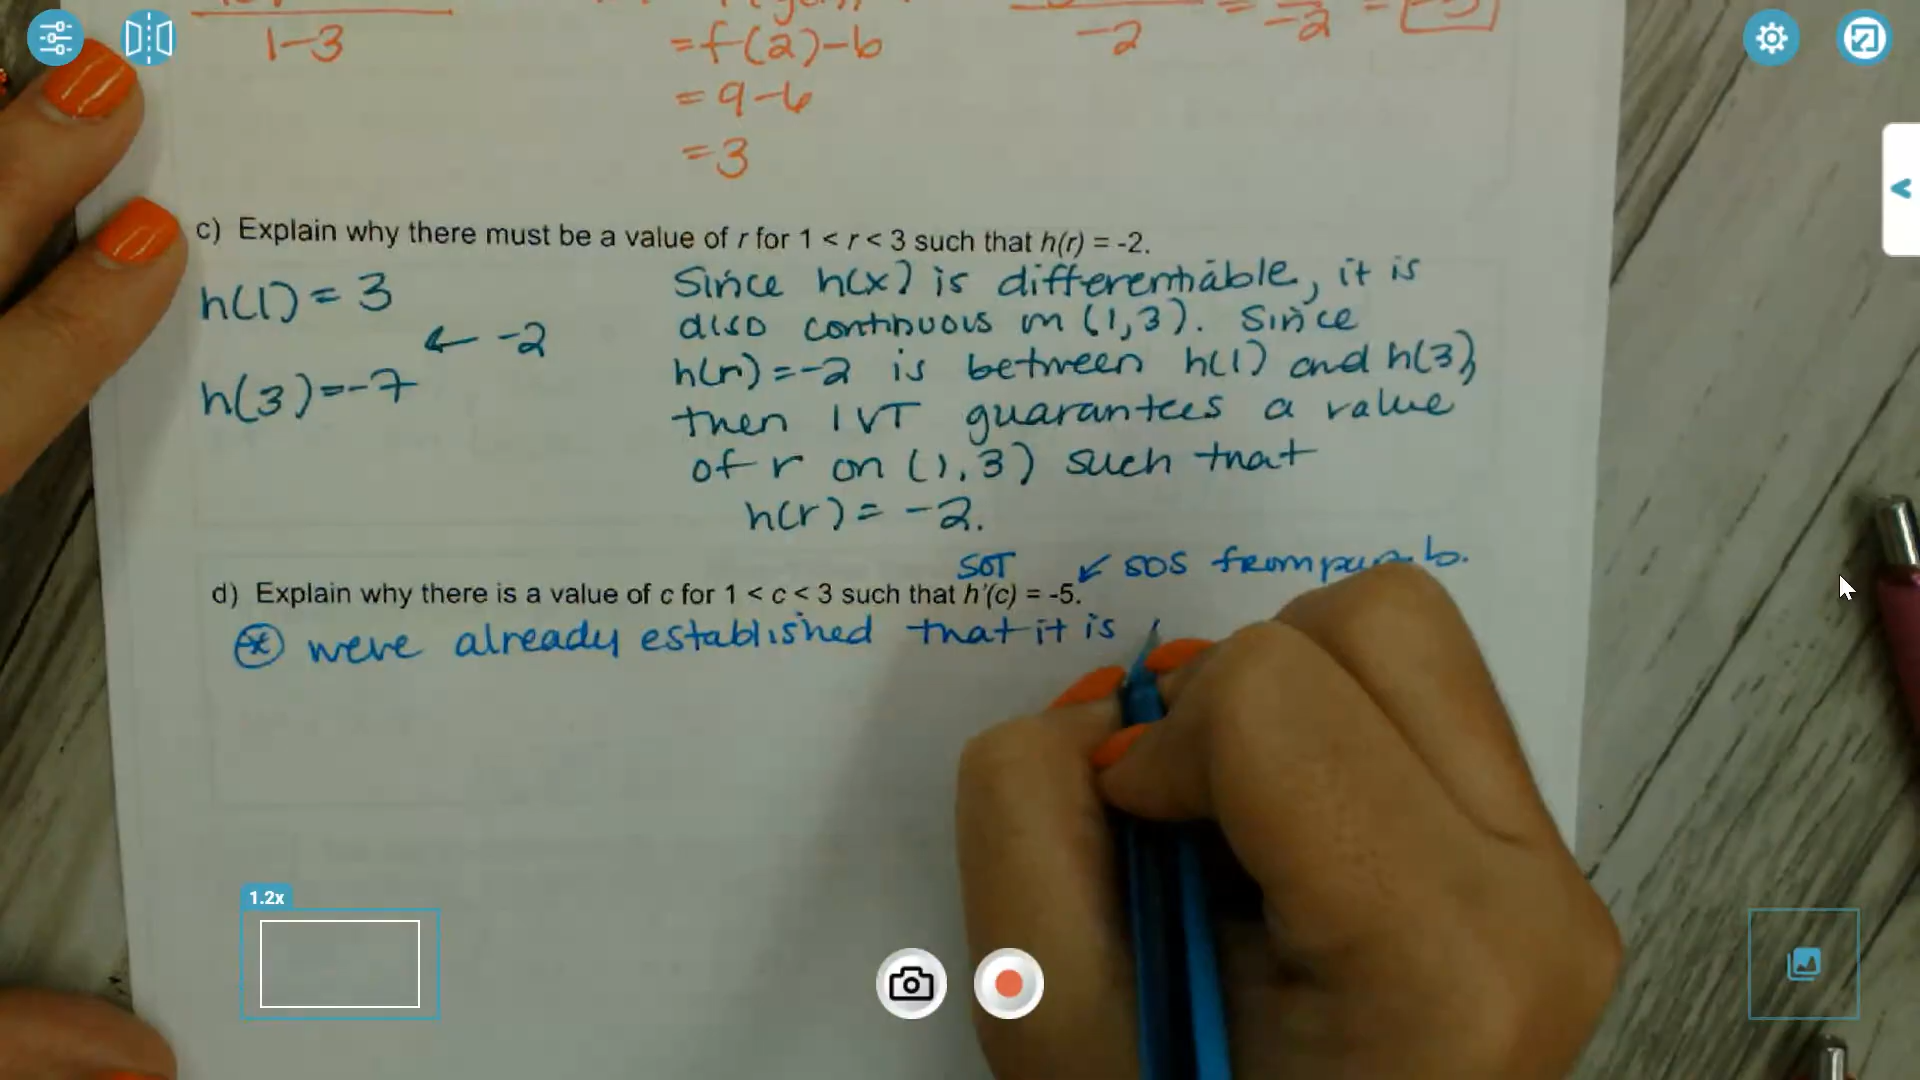 1-3
= f(2)-6
= 9-6
= 3
-2
-2
c) Explain why there must be a value of r for 1 < r < 3 such that h(r) = -2.
h(1) = 3
← -2
h(3) = -7
Since h(x) is differentiable, it is
also continuous on (1,3). Since
h(r) = -2 is between h(1) and h(3),
then IVT guarantees a value
of r on (1,3) such that
h(r) = -2.
SOT ↙ SOS from b.
d) Explain why there is a value of c for 1 < c < 3 such that h'(c) = -5.
* we've already established that it is
1.2x